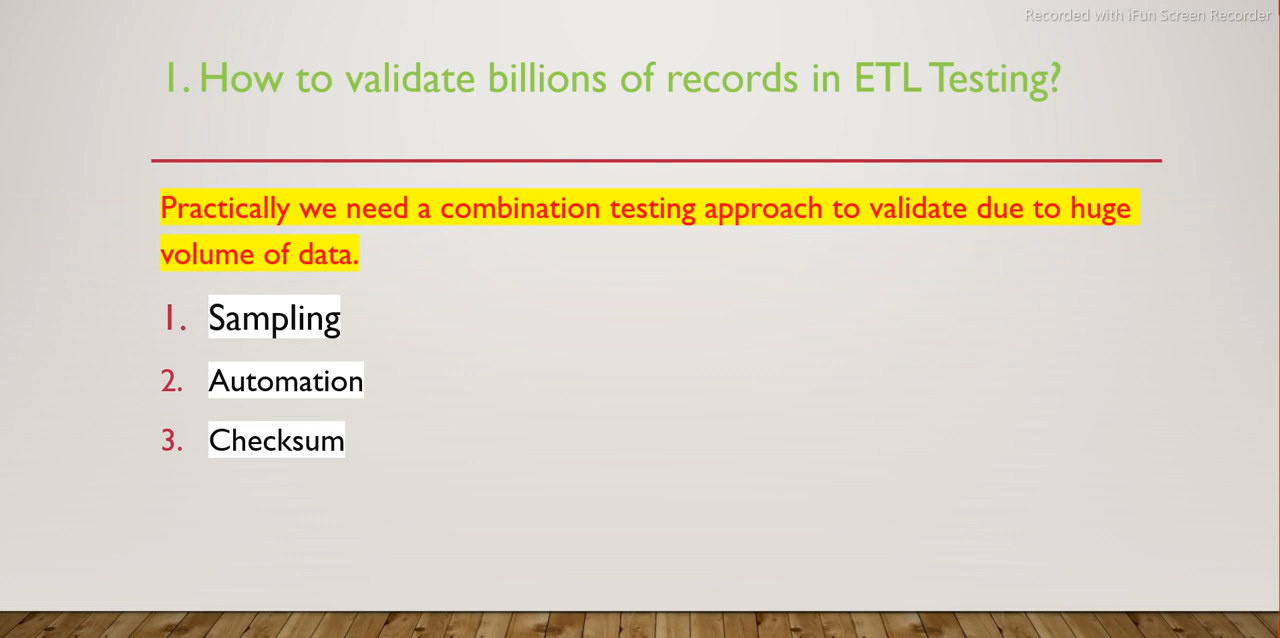 Recorded with iFun Screen Recorder
1. How to validate billions of records in ETL Testing?
Practically we need a combination testing approach to validate due to huge
volume of data.
1. Sampling
2. Automation
3. Checksum